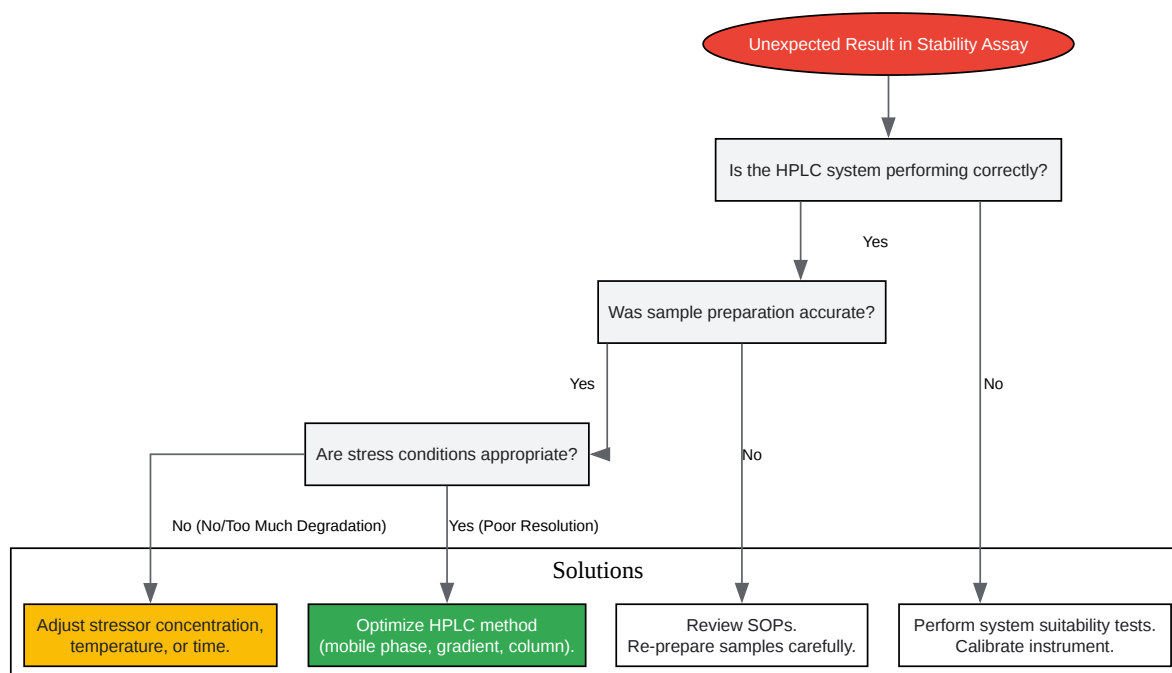 Unexpected Result in Stability Assay
Is the HPLC system performing correctly?
Yes
Was sample preparation accurate?
Yes
No
Are stress conditions appropriate?
No
No (No/Too Much Degradation)
Yes (Poor Resolution)
Solutions
Adjust stressor concentration,
temperature, or time.
Optimize HPLC method
(mobile phase, gradient, column).
Review SOPs.
Re-prepare samples carefully.
Perform system suitability tests.
Calibrate instrument.